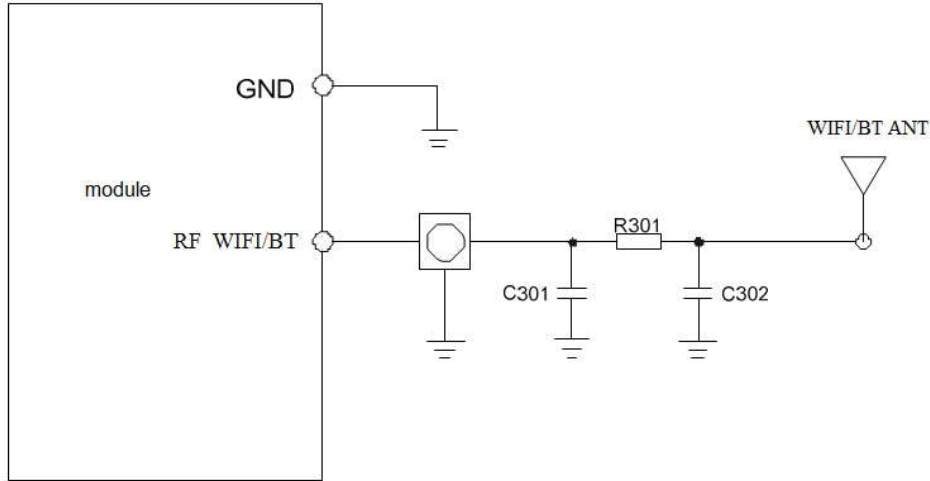 GND
WIFI/BT ANT
module
RF WIFI/BT
R301
C301
C302